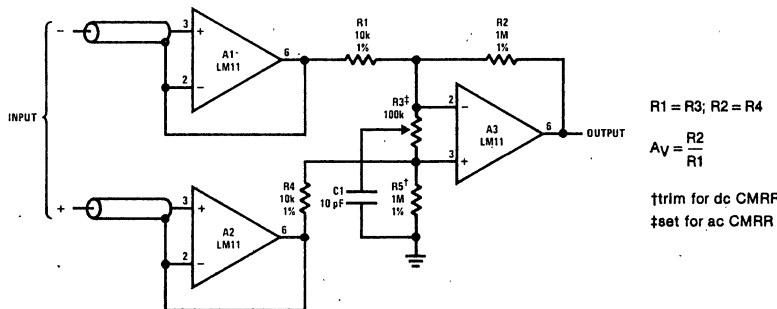 R1
10k
1%
R2
1M
1%
−
3
+
A1
LM11
6
2
−
INPUT
R3‡
100k
2
−
A3
LM11
6
OUTPUT
3
+
R4
10k
1%
C1
10 pF
R5†
1M
1%
+
3
+
A2
LM11
6
2
−
R1 = R3; R2 = R4
AV = R2
R1
†trim for dc CMRR
‡set for ac CMRR